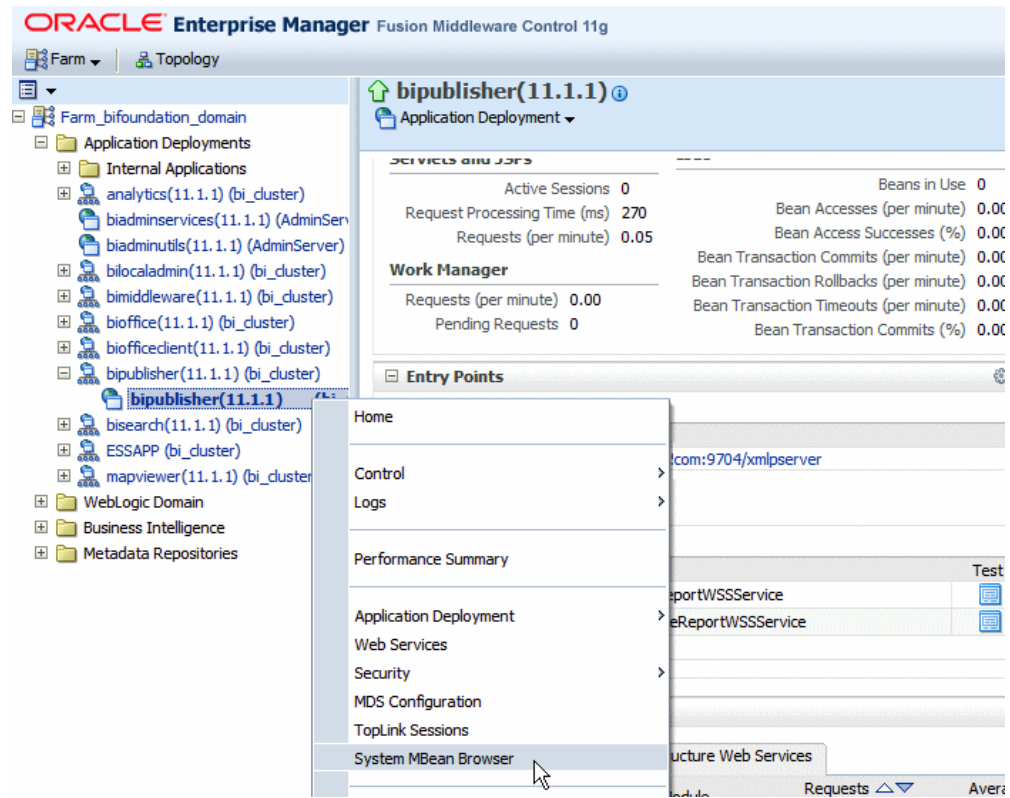 ORACLE Enterprise Manager Fusion Middleware Control 11g
Farm
Topology
Farm_bifoundation_domain
Application Deployments
Internal Applications
analytics(11.1.1) (bi_cluster)
biadminservices(11.1.1) (AdminServ
biadminutils(11.1.1) (AdminServer)
bilocaladmin(11.1.1) (bi_cluster)
bimiddleware(11.1.1) (bi_cluster)
bioffice(11.1.1) (bi_cluster)
biofficeclient(11.1.1) (bi_cluster)
bipublisher(11.1.1) (bi_cluster)
bipublisher(11.1.1) (bi_
bisearch(11.1.1) (bi_cluster)
ESSAPP (bi_cluster)
mapviewer(11.1.1) (bi_cluster
WebLogic Domain
Business Intelligence
Metadata Repositories
bipublisher(11.1.1)
Application Deployment
Servlets and JSPs
Active Sessions 0
Request Processing Time (ms) 270
Requests (per minute) 0.05
Work Manager
Requests (per minute) 0.00
Pending Requests 0
Beans in Use 0
Bean Accesses (per minute) 0.00
Bean Access Successes (%) 0.00
Bean Transaction Commits (per minute) 0.00
Bean Transaction Rollbacks (per minute) 0.00
Bean Transaction Timeouts (per minute) 0.00
Bean Transaction Commits (%) 0.00
Entry Points
Home
Control
Logs
Performance Summary
Application Deployment
Web Services
Security
MDS Configuration
TopLink Sessions
System MBean Browser
com:9704/xmlpserver
Test
portWSSService
eReportWSSService
ucture Web Services
Requests
Avera